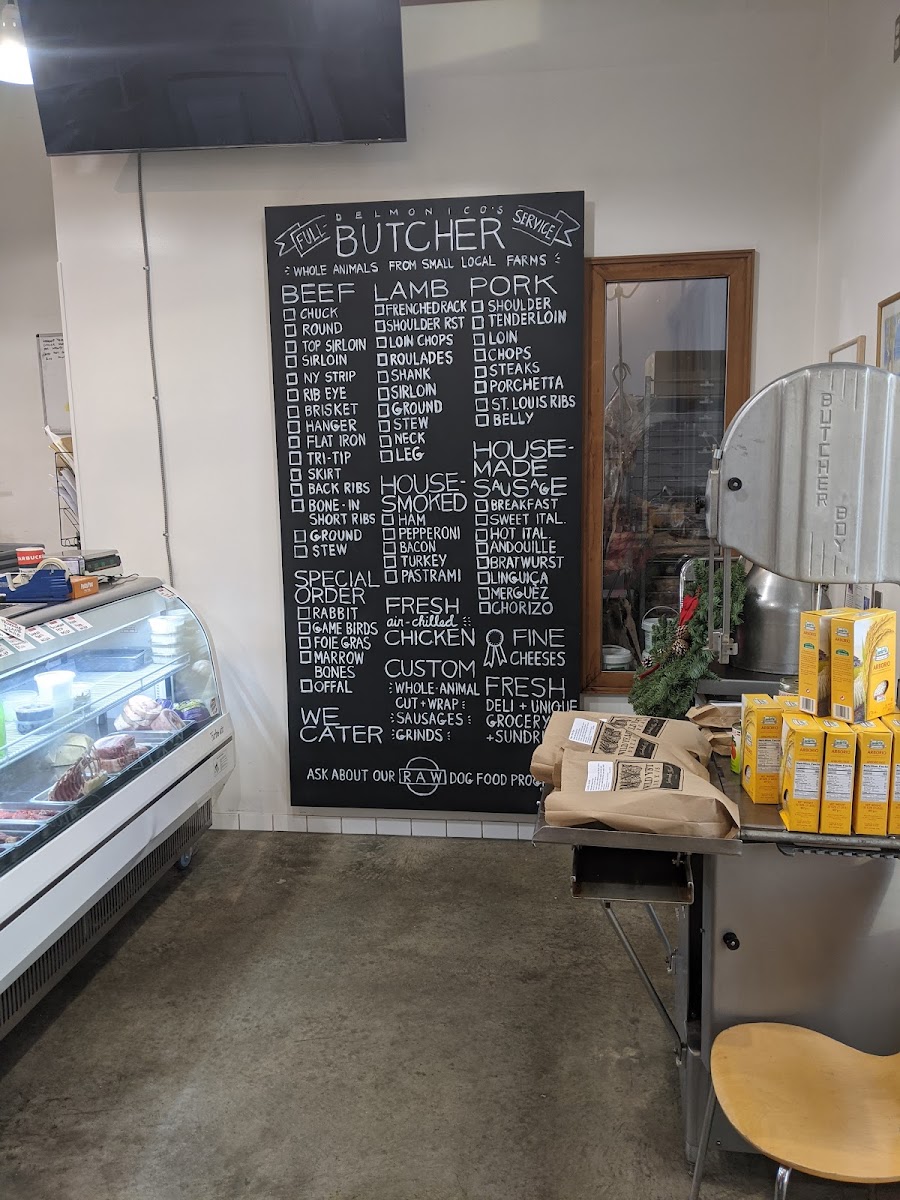 DELMONICO'S
FULL
BUTCHER
SERVICE
WHOLE ANIMALS FROM SMALL LOCAL FARMS
BEEF
CHUCK
ROUND
TOP SIRLOIN
SIRLOIN
NY STRIP
RIB EYE
BRISKET
HANGER
FLAT IRON
TRI-TIP
SKIRT
BACK RIBS
BONE-IN
SHORT RIBS
GROUND
STEW
SPECIAL
ORDER
RABBIT
GAME BIRDS
FOIE GRAS
MARROW
BONES
OFFAL
WE
CATER
LAMB
FRENCHED RACK
SHOULDER RST
LOIN CHOPS
ROULADES
SHANK
SIRLOIN
GROUND
STEW
NECK
LEG
HOUSE-
SMOKED
HAM
PEPPERONI
BACON
TURKEY
PASTRAMI
FRESH
air-chilled
CHICKEN
CUSTOM
WHOLE-ANIMAL
CUT + WRAP
SAUSAGES
GRINDS
PORK
SHOULDER
TENDERLOIN
LOIN
CHOPS
STEAKS
PORCHETTA
ST. LOUIS RIBS
BELLY
HOUSE-
MADE
SAUSAGE
BREAKFAST
SWEET ITAL.
HOT ITAL.
ANDOUILLE
BRATWURST
LINGUIÇA
MERGUEZ
CHORIZO
FINE
CHEESES
FRESH
DELI + UNIQUE
GROCERY
+ SUNDRI
ASK ABOUT OUR RAW DOG FOOD PROG
BUTCHER BOY
ARBORIO
ARBORIO
ARBORIO
ARBORIO